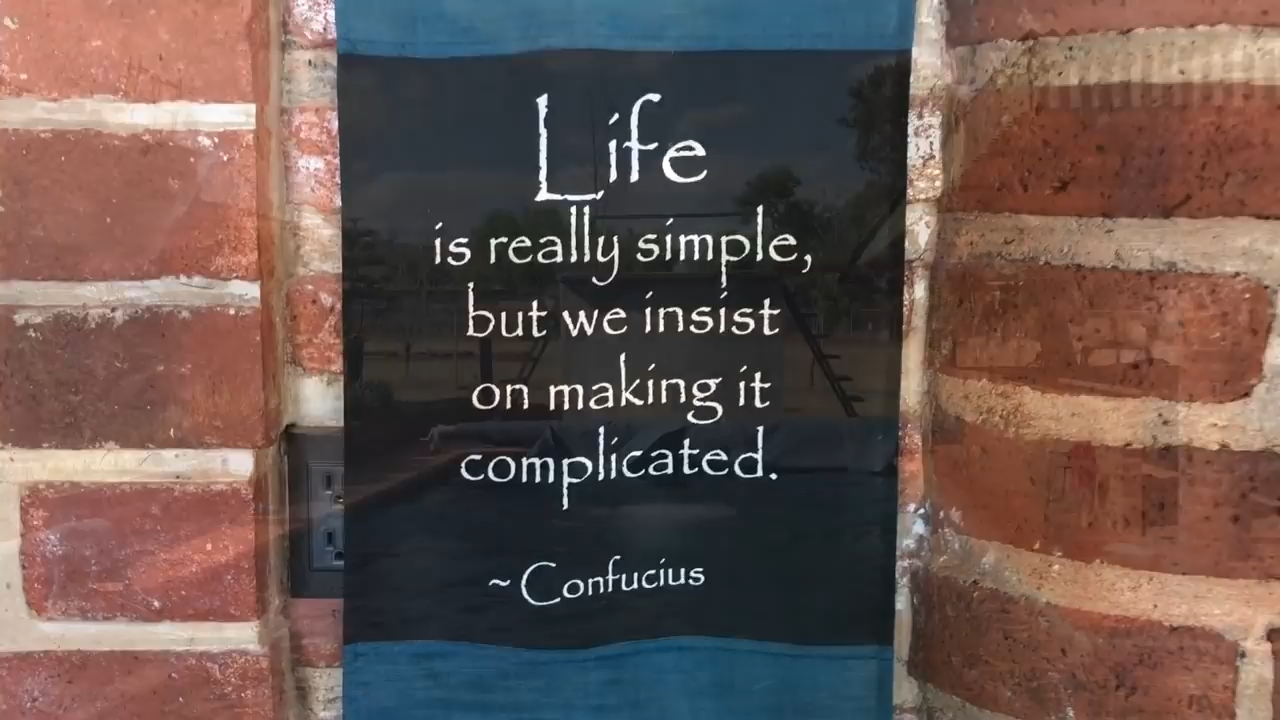 Life
is really simple,
but we insist
on making it
complicated.
~ Confucius